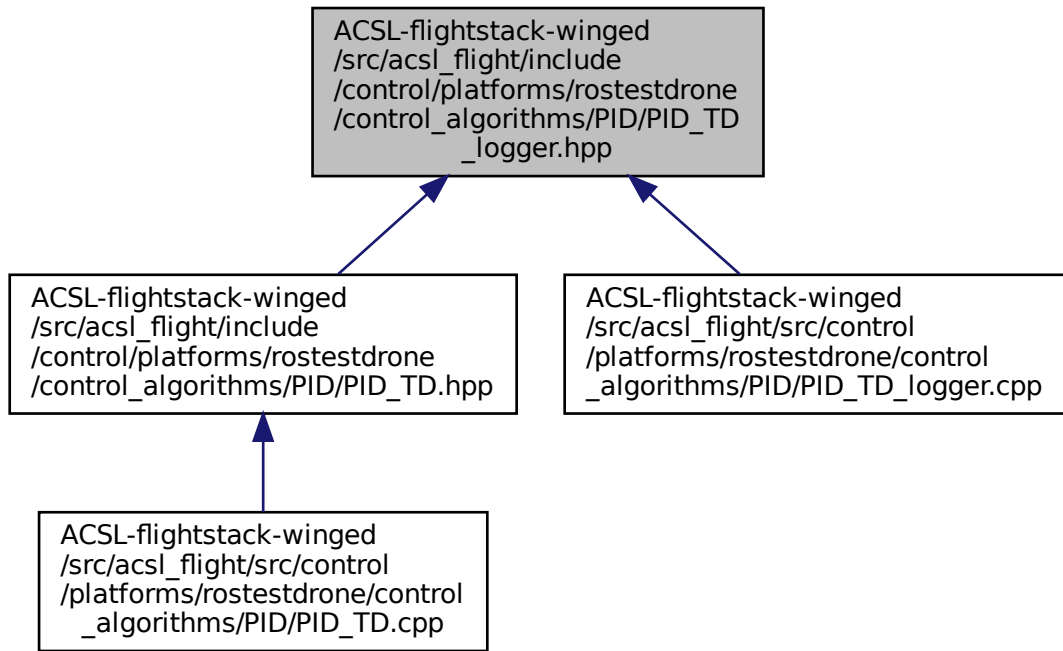 ACSL-flightstack-winged
/src/acsl_flight/include
/control/platforms/rostestdrone
/control_algorithms/PID/PID_TD
_logger.hpp
ACSL-flightstack-winged
/src/acsl_flight/include
/control/platforms/rostestdrone
/control_algorithms/PID/PID_TD.hpp
ACSL-flightstack-winged
/src/acsl_flight/src/control
/platforms/rostestdrone/control
_algorithms/PID/PID_TD_logger.cpp
ACSL-flightstack-winged
/src/acsl_flight/src/control
/platforms/rostestdrone/control
_algorithms/PID/PID_TD.cpp